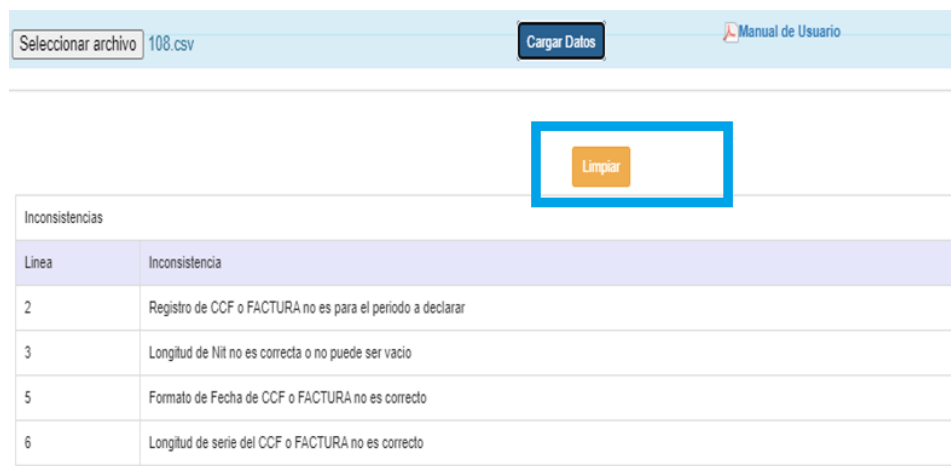 Seleccionar archivo 108.csv Cargar Datos Manual de Usuario
Limpiar
Inconsistencias
Linea Inconsistencia
2 Registro de CCF o FACTURA no es para el periodo a declarar
3 Longitud de Nit no es correcta o no puede ser vacio
5 Formato de Fecha de CCF o FACTURA no es correcto
6 Longitud de serie del CCF o FACTURA no es correcto